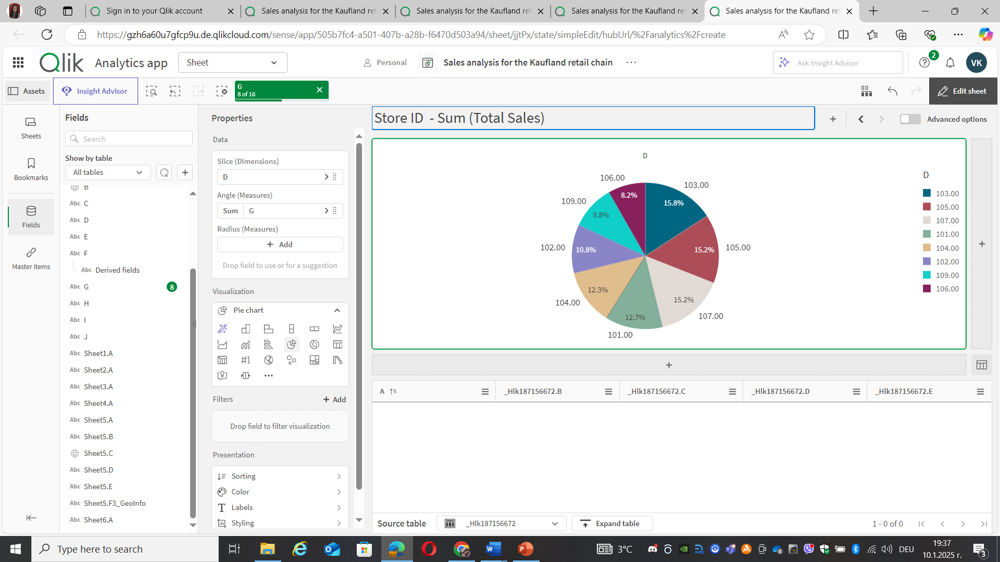 Sign in to your Qlik account
Sales analysis for the Kaufland ret
Sales analysis for the Kaufland ret
Sales analysis for the Kaufland ret
Sales analysis for the Kaufland ret
https://gzh6a60u7gfcp9u.de.qlikcloud.com/sense/app/505b7fc4-a501-407b-a28b-f6470d503a94/sheet/jjtPx/state/simpleEdit/hubUrl/%2Fanalytics%2Fcreate
Qlik
Analytics app
Sheet
Personal
Sales analysis for the Kaufland retail chain
Ask Insight Advisor
2
VK
Assets
Insight Advisor
G
8 of 16
Edit sheet
Sheets
Bookmarks
Fields
Master items
Fields
Search
Show by table
All tables
B
Abc C
Abc D
Abc E
Abc F
Abc Derived fields
Abc G 8
Abc H
Abc I
Abc J
Abc Sheet1.A
Abc Sheet2.A
Abc Sheet3.A
Abc Sheet4.A
Abc Sheet5.A
Abc Sheet5.B
Sheet5.C
Abc Sheet5.D
Abc Sheet5.E
Abc Sheet5.F3_GeoInfo
Abc Sheet6.A
Properties
Data
Slice (Dimensions)
D
Angle (Measures)
Sum G
Radius (Measures)
Add
Drop field to use or for a suggestion
Visualization
Pie chart
#1
Filters
Add
Drop field to filter visualization
Presentation
Sorting
Color
Labels
Styling
Store ID  - Sum (Total Sales)
Advanced options
D
106.00
103.00
109.00
105.00
102.00
104.00
107.00
101.00
8.2%
15.8%
9.8%
10.8%
15.2%
12.3%
15.2%
12.7%
D
103.00
105.00
107.00
101.00
104.00
102.00
109.00
106.00
A
_Hlk187156672.B
_Hlk187156672.C
_Hlk187156672.D
_Hlk187156672.E
Source table
_Hlk187156672
Expand table
1 - 0 of 0
Type here to search
3°C
DEU
19:37
10.1.2025 г.
3